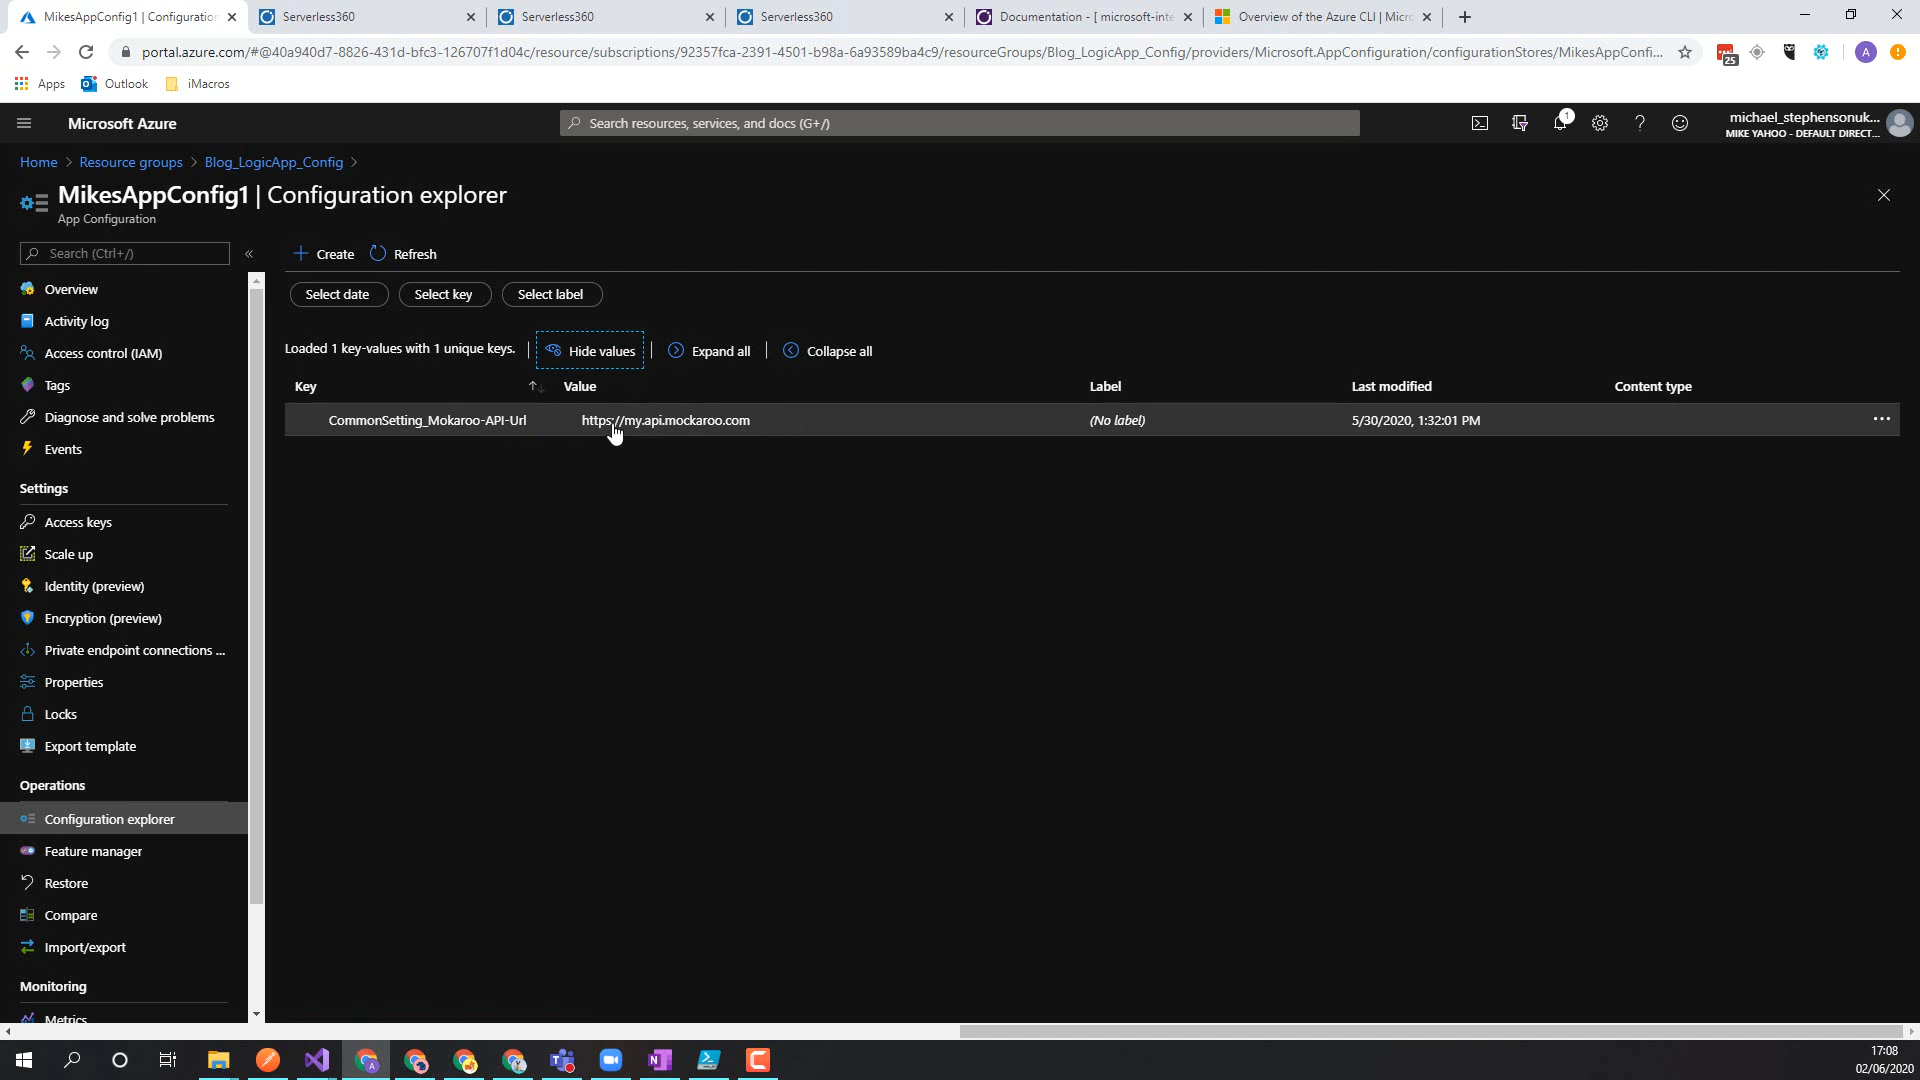 MikesAppConfig1 | Configuration
Serverless360
Serverless360
Serverless360
Documentation - [ microsoft-inte
Overview of the Azure CLI | Micro
portal.azure.com/#@40a940d7-8826-431d-bfc3-126707f1d04c/resource/subscriptions/92357fca-2391-4501-b98a-6a93589ba4c9/resourceGroups/Blog_LogicApp_Config/providers/Microsoft.AppConfiguration/configurationStores/MikesAppConfi...
25
A
Apps
Outlook
iMacros
Microsoft Azure
Search resources, services, and docs (G+/)
1
michael_stephensonuk...
MIKE YAHOO - DEFAULT DIRECT...
Home > Resource groups > Blog_LogicApp_Config >
MikesAppConfig1 | Configuration explorer
App Configuration
Search (Ctrl+/)
«
Create
Refresh
Select date
Select key
Select label
Loaded 1 key-values with 1 unique keys.
Hide values
Expand all
Collapse all
Key
Value
Label
Last modified
Content type
CommonSetting_Mokaroo-API-Url
https://my.api.mockaroo.com
(No label)
5/30/2020, 1:32:01 PM
Overview
Activity log
Access control (IAM)
Tags
Diagnose and solve problems
Events
Settings
Access keys
Scale up
Identity (preview)
Encryption (preview)
Private endpoint connections ...
Properties
Locks
Export template
Operations
Configuration explorer
Feature manager
Restore
Compare
Import/export
Monitoring
Metrics
17:08
02/06/2020